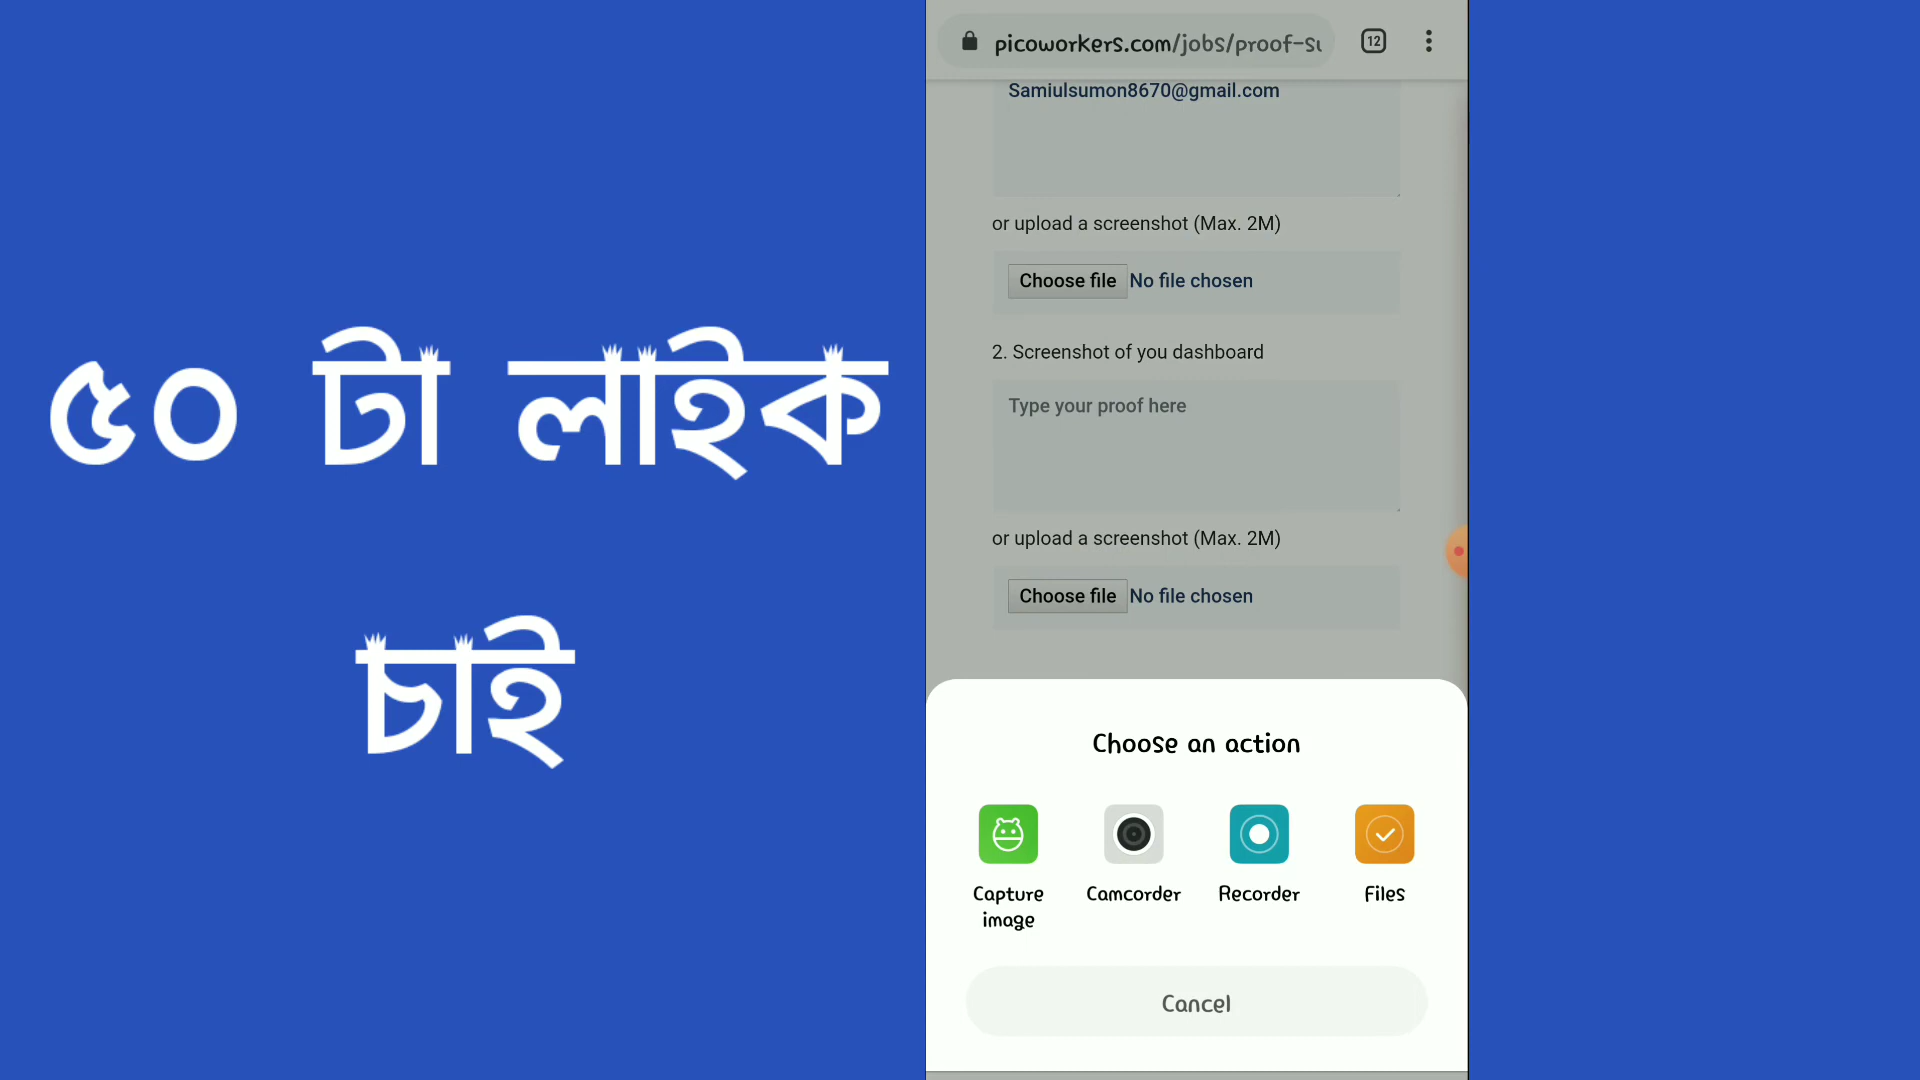 ৫০ টা লাইক
চাই
picoworkers.com/jobs/proof-su
12
Samiulsumon8670@gmail.com
or upload a screenshot (Max. 2M)
Choose file No file chosen
2. Screenshot of you dashboard
Type your proof here
or upload a screenshot (Max. 2M)
Choose file No file chosen
Choose an action
Capture image
Camcorder
Recorder
Files
Cancel